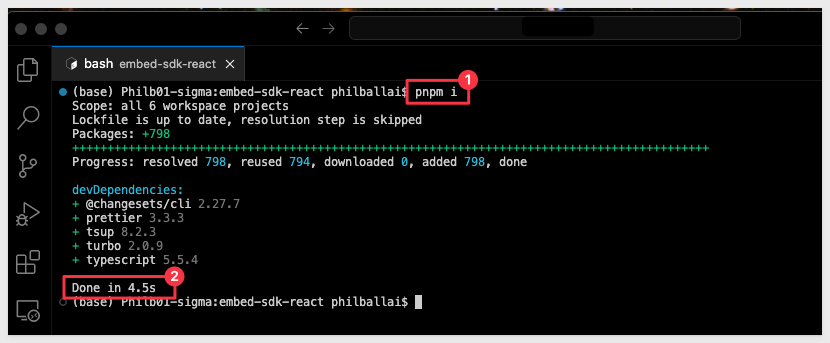 bash embed-sdk-react
1
(base) Philb01-sigma:embed-sdk-react philballai$ pnpm i
Scope: all 6 workspace projects
Lockfile is up to date, resolution step is skipped
Packages: +798
+++++++++++++++++++++++++++++++++++++++++++++++++++++++++++++++++++++++++++++++++++++++++++
Progress: resolved 798, reused 794, downloaded 0, added 798, done
devDependencies:
+ @changesets/cli 2.27.7
+ prettier 3.3.3
+ tsup 8.2.3
+ turbo 2.0.9
+ typescript 5.5.4
2
Done in 4.5s
(base) Philb01-sigma:embed-sdk-react philballai$